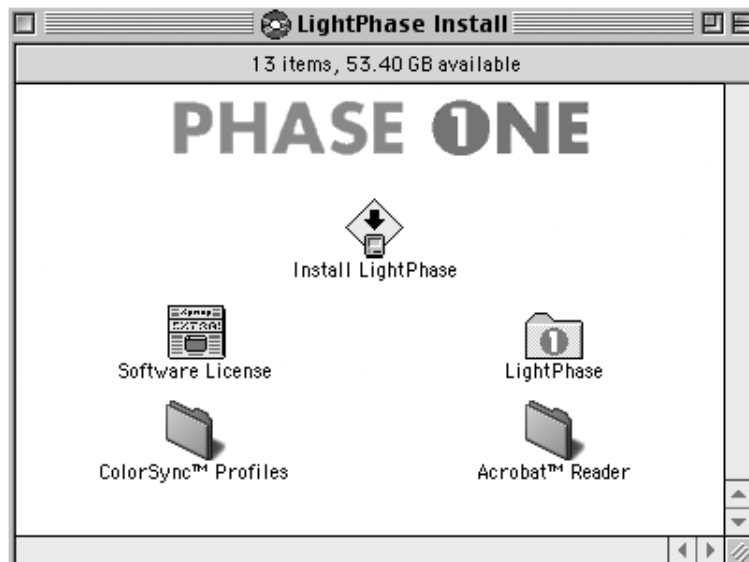 LightPhase Install
13 items, 53.40 GB available
PHASE ONE
Install LightPhase
EXTRA!
Software License
LightPhase
ColorSync™ Profiles
Acrobat™ Reader